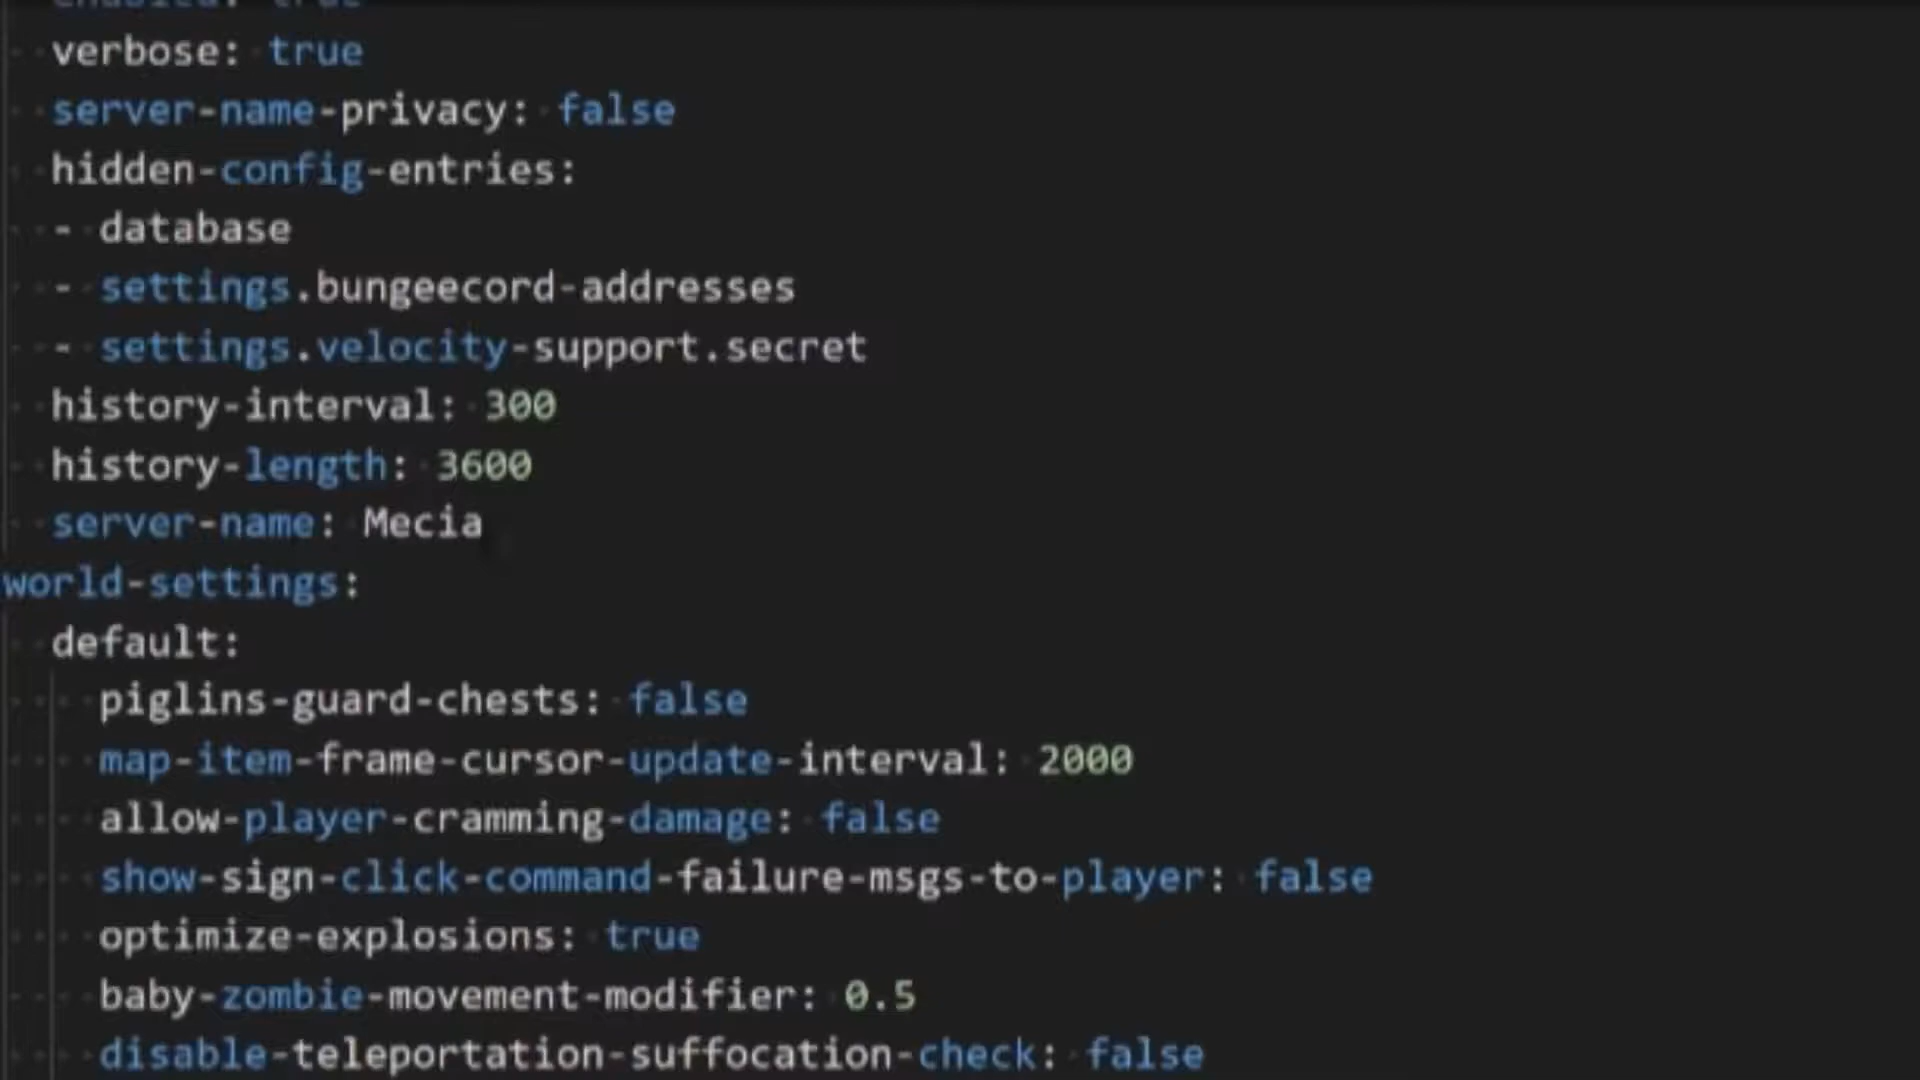 enabled: true
verbose: true
server-name-privacy: false
hidden-config-entries:
- database
- settings.bungeecord-addresses
- settings.velocity-support.secret
history-interval: 300
history-length: 3600
server-name: Mecia
world-settings:
default:
piglins-guard-chests: false
map-item-frame-cursor-update-interval: 2000
allow-player-cramming-damage: false
show-sign-click-command-failure-msgs-to-player: false
optimize-explosions: true
baby-zombie-movement-modifier: 0.5
disable-teleportation-suffocation-check: false